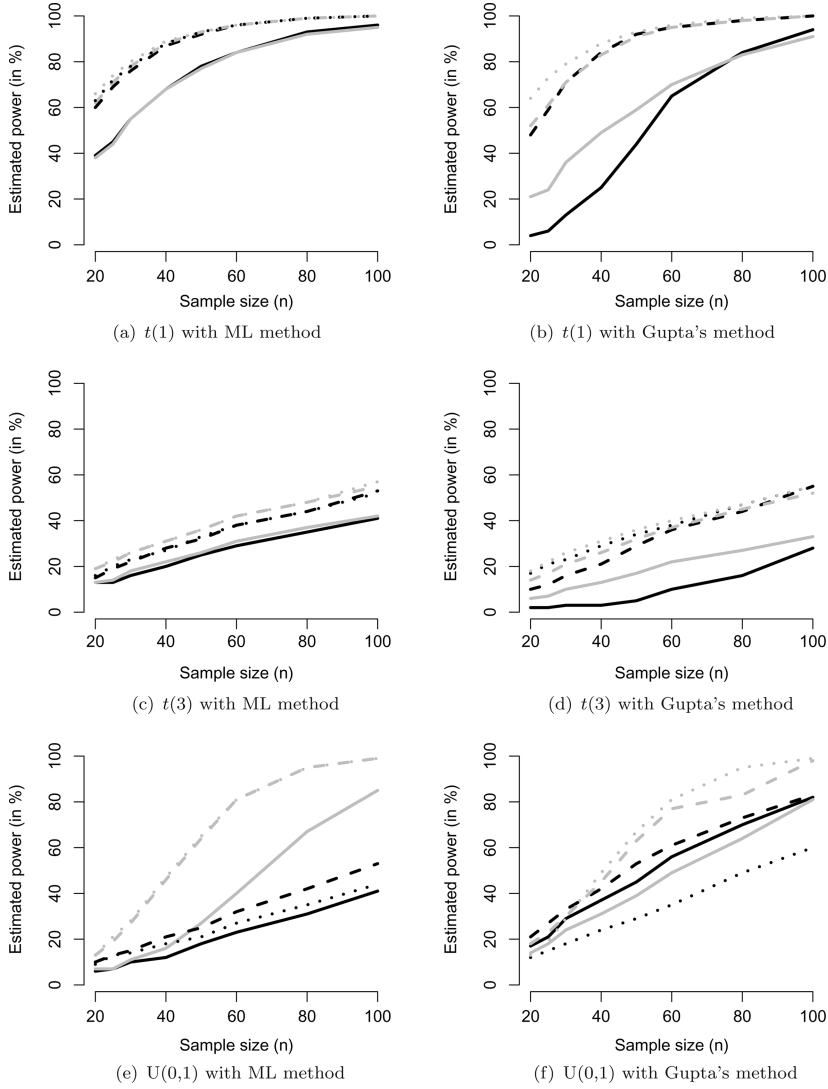 Estimated power (in %)
0 20 40 60 80 100
20 40 60 80 100
Sample size (n)
(a) t(1) with ML method
Estimated power (in %)
0 20 40 60 80 100
20 40 60 80 100
Sample size (n)
(b) t(1) with Gupta's method
Estimated power (in %)
0 20 40 60 80 100
20 40 60 80 100
Sample size (n)
(c) t(3) with ML method
Estimated power (in %)
0 20 40 60 80 100
20 40 60 80 100
Sample size (n)
(d) t(3) with Gupta's method
Estimated power (in %)
0 20 40 60 80 100
20 40 60 80 100
Sample size (n)
(e) U(0,1) with ML method
Estimated power (in %)
0 20 40 60 80 100
20 40 60 80 100
Sample size (n)
(f) U(0,1) with Gupta's method